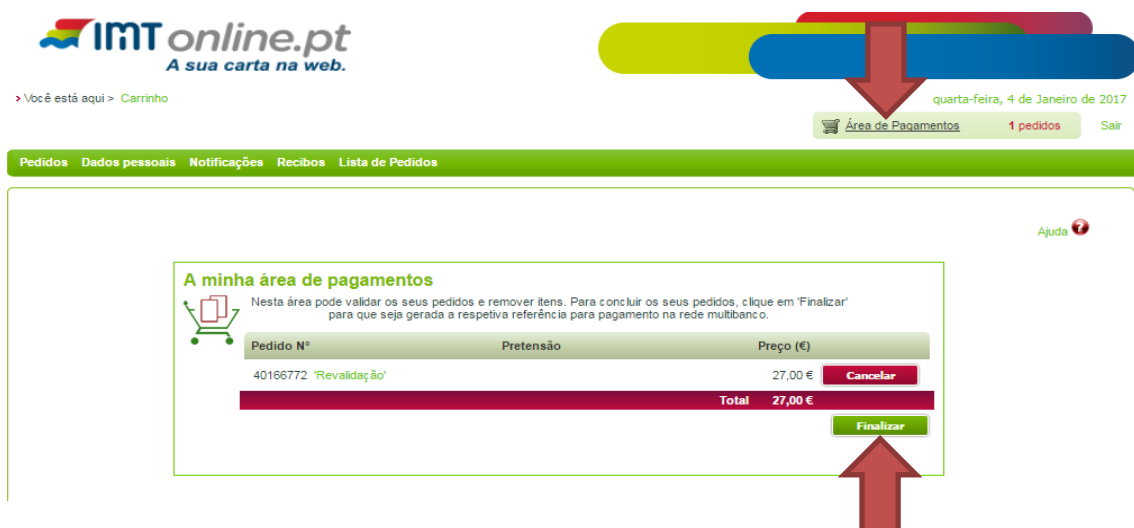 IMT online.pt
A sua carta na web.
> Você está aqui > Carrinho
quarta-feira, 4 de Janeiro de 2017
Área de Pagamentos 1 pedidos Sair
Pedidos Dados pessoais Notificações Recibos Lista de Pedidos
Ajuda ?
A minha área de pagamentos
Nesta área pode validar os seus pedidos e remover itens. Para concluir os seus pedidos, clique em 'Finalizar'
para que seja gerada a respetiva referência para pagamento na rede multibanco.
Pedido Nº Pretensão Preço (€)
40166772 'Revalidação' 27,00 € Cancelar
Total 27,00 €
Finalizar